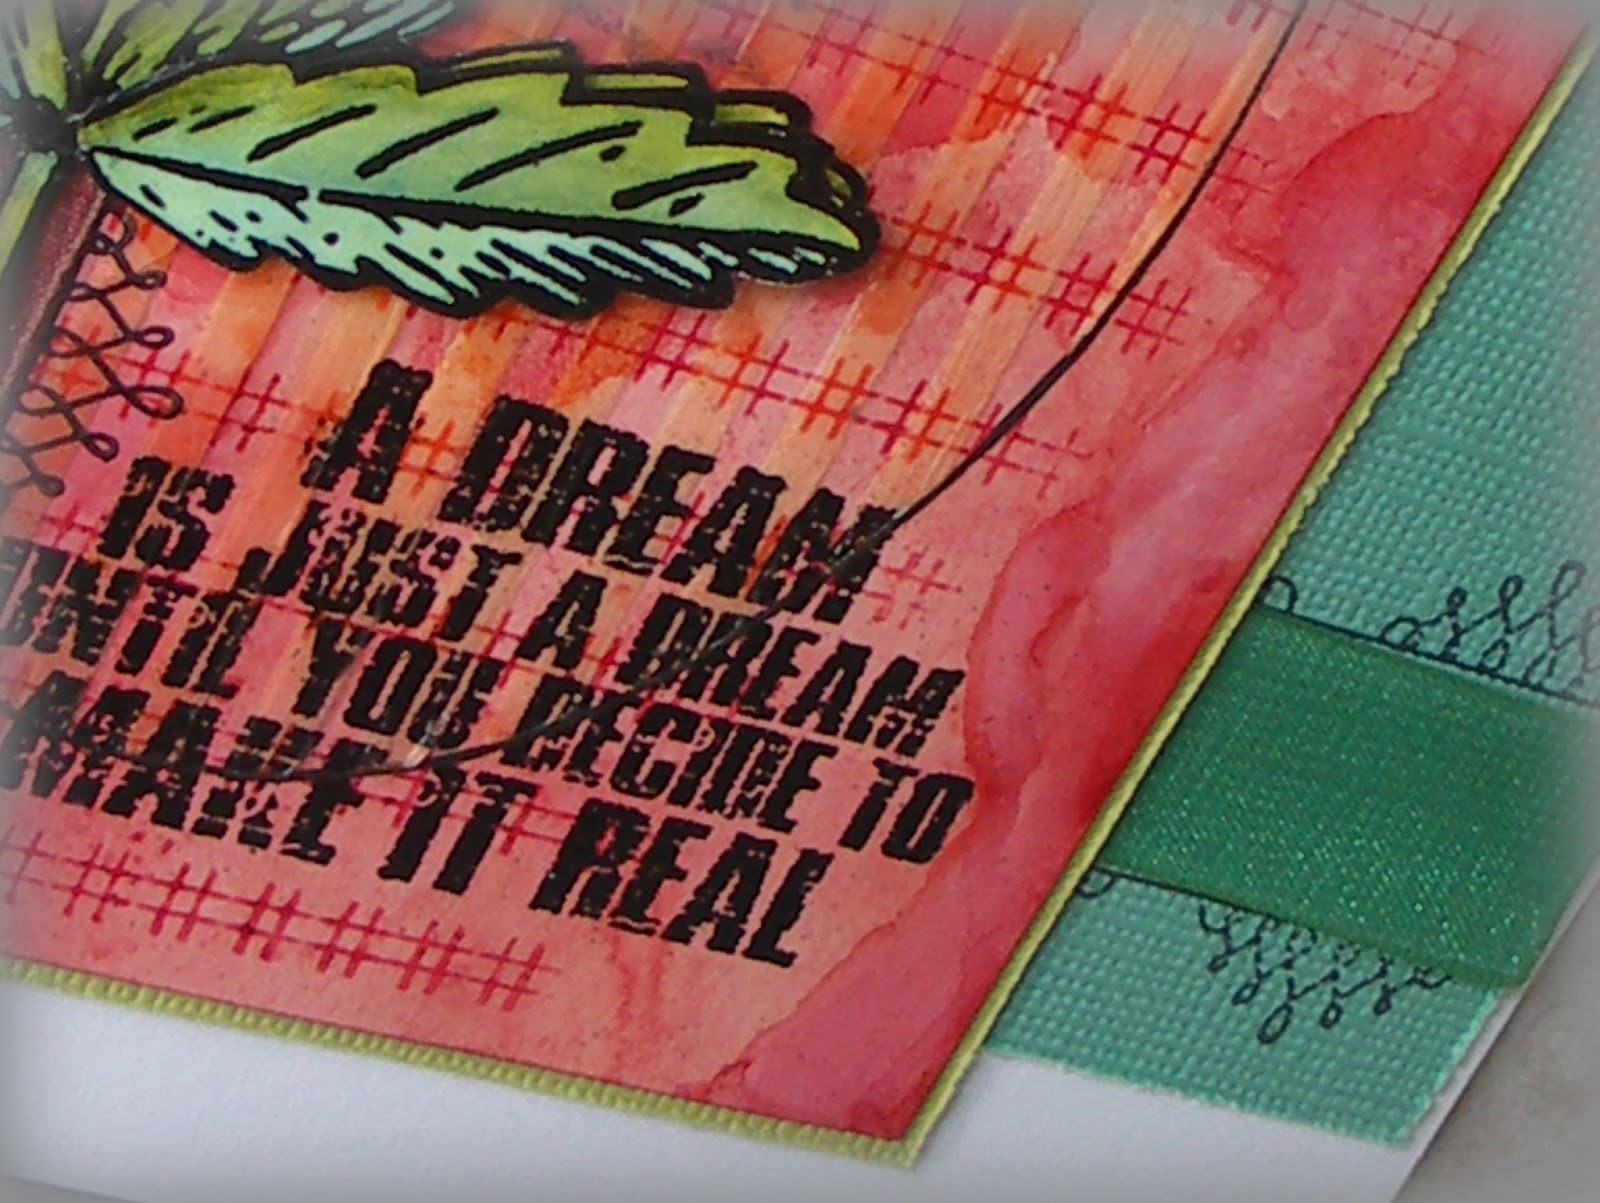 A DREAM
IS JUST A DREAM
UNTIL YOU DECIDE TO
MAKE IT REAL